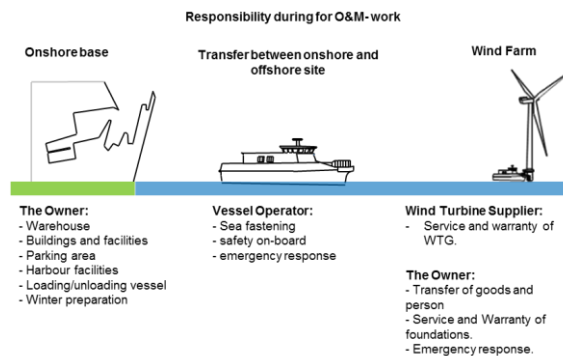 Responsibility during for O&M- work
Onshore base
Transfer between onshore and
offshore site
Wind Farm
The Owner:
- Warehouse
- Buildings and facilities
- Parking area
- Harbour facilities
- Loading/unloading vessel
- Winter preparation
Vessel Operator:
- Sea fastening
- safety on-board
- emergency response
Wind Turbine Supplier:
- Service and warranty of
WTG.
The Owner:
- Transfer of goods and
person
- Service and Warranty of
foundations.
- Emergency response.